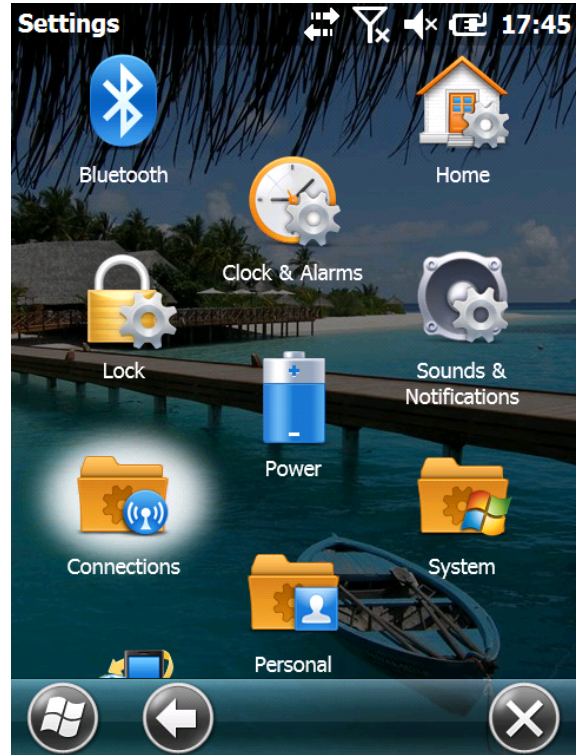 Settings
17:45
Bluetooth
Home
Clock & Alarms
Lock
Sounds &
Notifications
Power
Connections
System
Personal